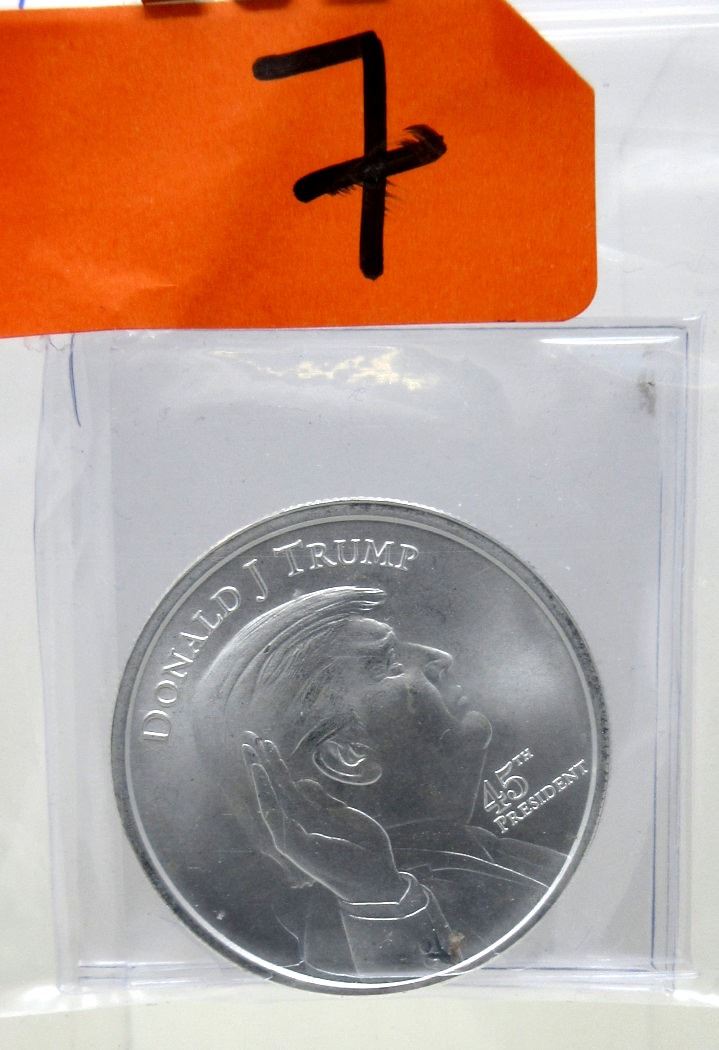 7
DONALD J TRUMP
45TH
PRESIDENT